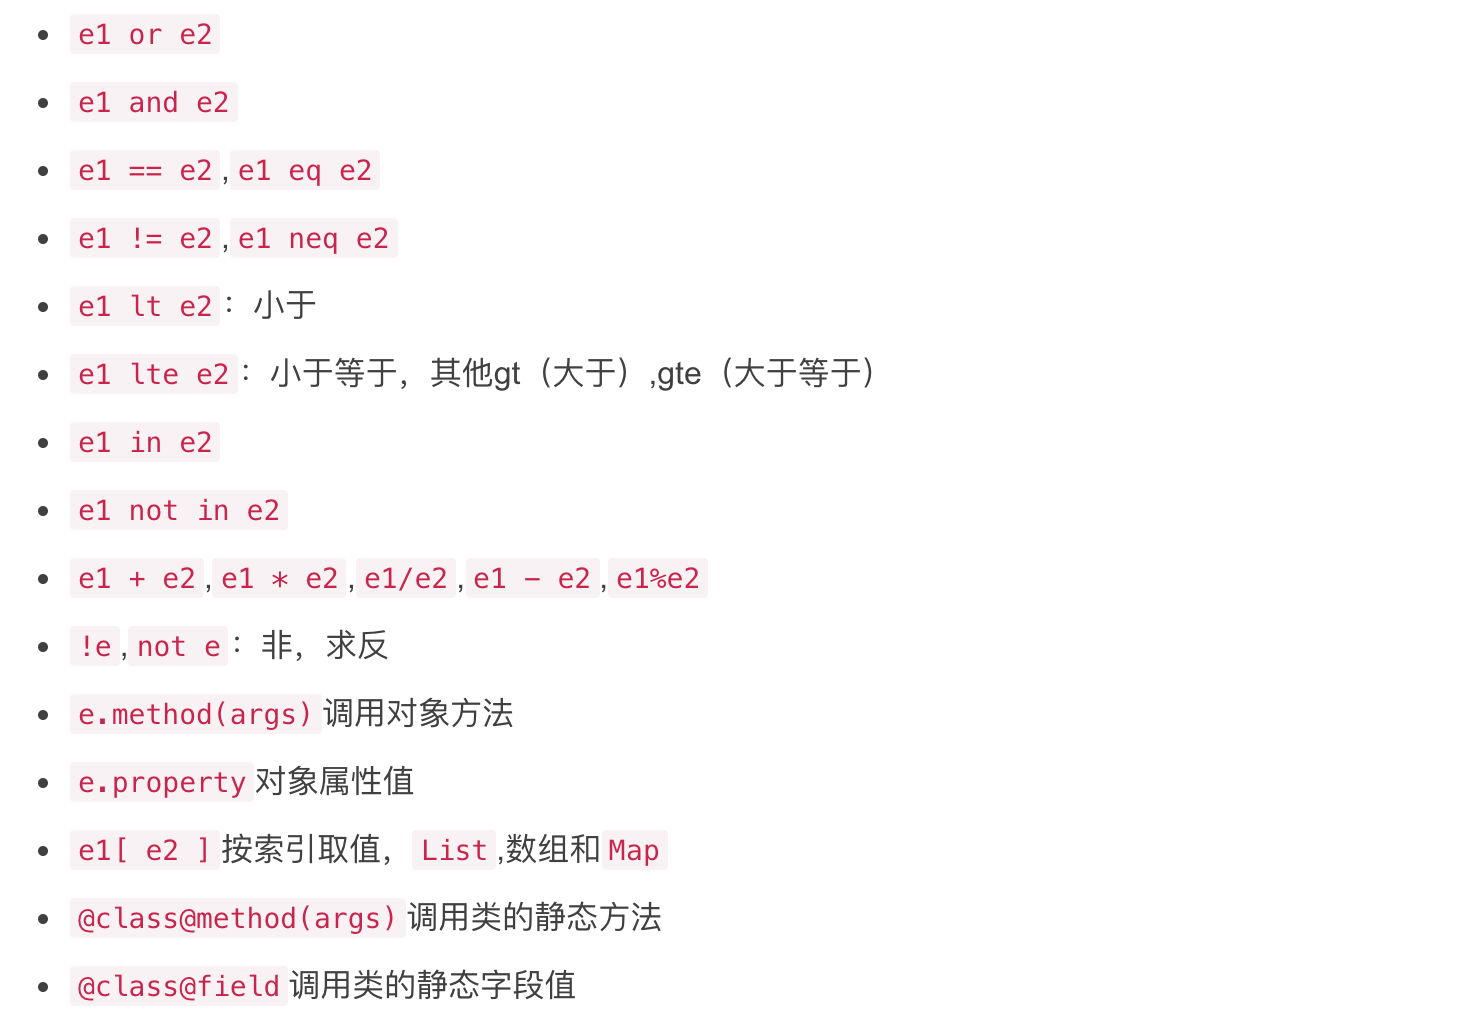 e1 or e2
e1 and e2
e1 == e2,e1 eq e2
e1 != e2,e1 neq e2
e1 lt e2：小于
e1 lte e2：小于等于，其他gt（大于）,gte（大于等于）
e1 in e2
e1 not in e2
e1 + e2,e1 * e2,e1/e2,e1 - e2,e1%e2
!e,not e：非，求反
e.method(args)调用对象方法
e.property对象属性值
e1[ e2 ]按索引取值，List,数组和Map
@class@method(args)调用类的静态方法
@class@field调用类的静态字段值